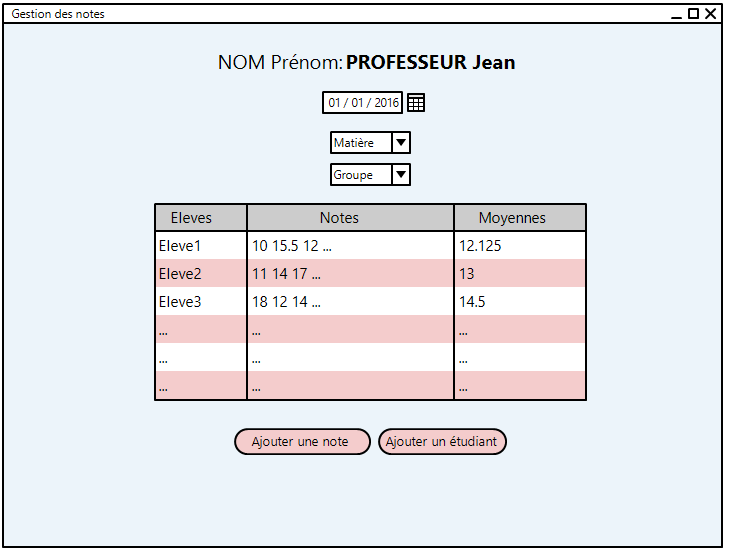 Gestion des notes
NOM Prénom: PROFESSEUR Jean
01 / 01 / 2016
Matière
Groupe
Eleves Notes Moyennes
Eleve1 10 15.5 12 ... 12.125
Eleve2 11 14 17 ... 13
Eleve3 18 12 14 ... 14.5
... ... ...
... ... ...
... ... ...
Ajouter une note Ajouter un étudiant